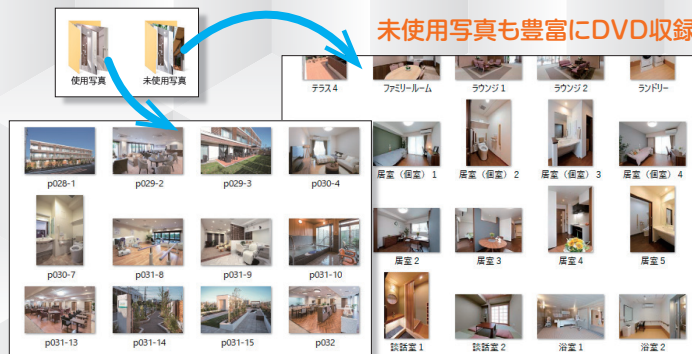 未使用写真も豊富にDVD収録
使用写真
未使用写真
テラス4
ファミリールーム
ラウンジ1
ラウンジ2
ランドリー
居室（個室）1
居室（個室）2
居室（個室）3
居室（個室）4
居室2
居室3
居室4
居室5
談話室1
談話室2
浴室1
浴室2
p028-1
p029-2
p029-3
p030-4
p030-7
p031-8
p031-9
p031-10
p031-13
p031-14
p031-15
p032